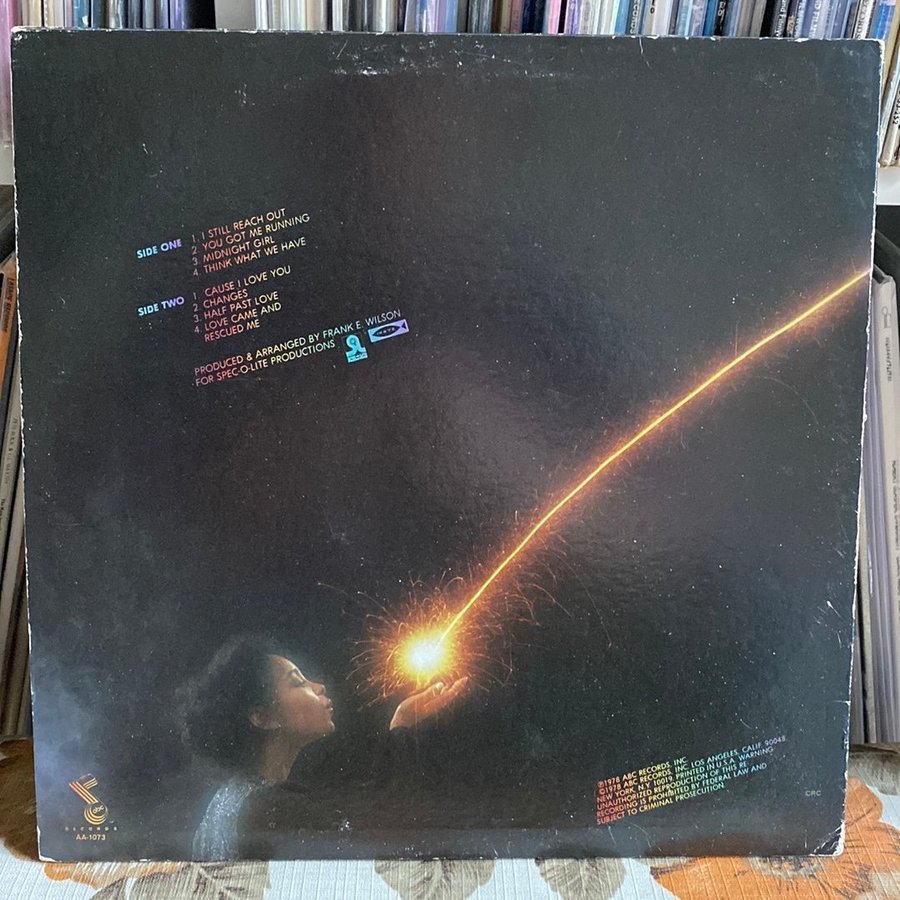 SIDE ONE
1. I STILL REACH OUT
2. YOU GOT ME RUNNING
3. MIDNIGHT GIRL
4. THINK WHAT WE HAVE
SIDE TWO
1. CAUSE I LOVE YOU
2. CHANGES
3. HALF PAST LOVE
4. LOVE CAME AND
RESCUED ME
PRODUCED & ARRANGED BY FRANK E. WILSON
FOR SPEC-O-LITE PRODUCTIONS
abc
RECORDS
AA-1073
℗1978 ABC RECORDS, INC.
©1978 ABC RECORDS, INC. LOS ANGELES, CALIF. 90048
NEW YORK, N.Y. 10019. PRINTED IN U.S.A. WARNING:
UNAUTHORIZED REPRODUCTION OF THIS RE-
RECORDING IS PROHIBITED BY FEDERAL LAW AND
SUBJECT TO CRIMINAL PROSECUTION.
CRC